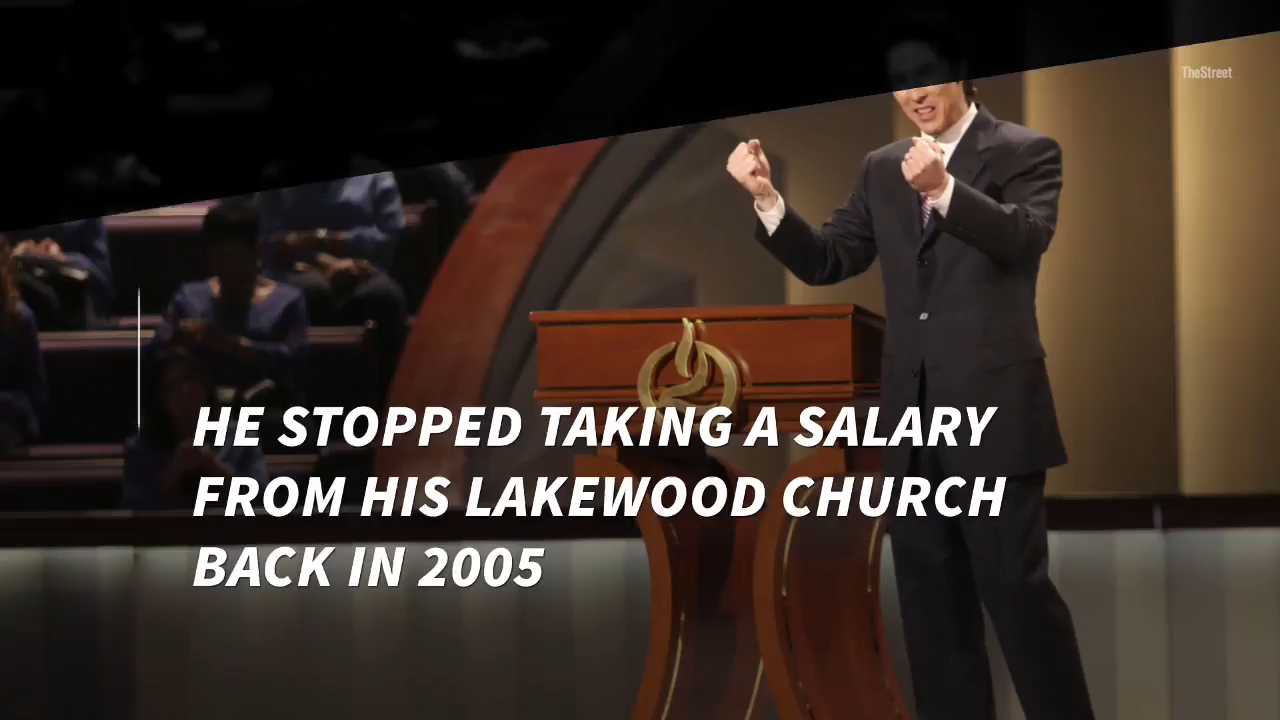 TheStreet
HE STOPPED TAKING A SALARY
FROM HIS LAKEWOOD CHURCH
BACK IN 2005